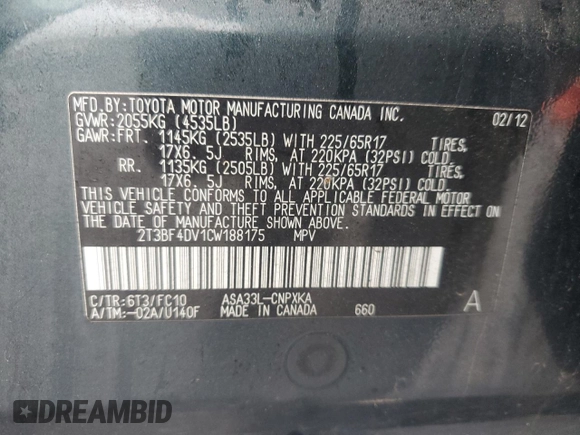 MFD.BY:TOYOTA MOTOR MANUFACTURING CANADA INC.
GVWR:2055KG (4535LB) 02/12
GAWR:FRT. 1145KG (2535LB) WITH 225/65R17 TIRES,
17X6.5J RIMS, AT 220KPA (32PSI) COLD.
RR. 1135KG (2505LB) WITH 225/65R17 TIRES,
17X6.5J RIMS, AT 220KPA (32PSI) COLD.
THIS VEHICLE CONFORMS TO ALL APPLICABLE FEDERAL MOTOR
VEHICLE SAFETY AND THEFT PREVENTION STANDARDS IN EFFECT ON
THE DATE OF MANUFACTURE SHOWN ABOVE.
2T3BF4DV1CW188175 MPV
C/TR:6T3/FC10 ASA33L-CNPXKA A
A/TM:-02A/U140F MADE IN CANADA 660
DREAMBID